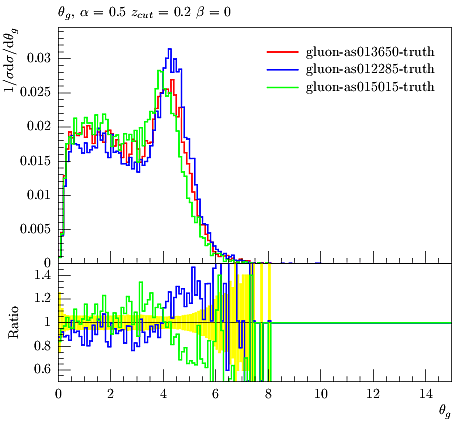 θg, α = 0.5 zcut = 0.2 β = 0
1/σdσ/dθg
0.03
0.025
0.02
0.015
0.01
0.005
0
gluon-as013650-truth
gluon-as012285-truth
gluon-as015015-truth
Ratio
1.4
1.2
1
0.8
0.6
0 2 4 6 8 10 12 14
θg